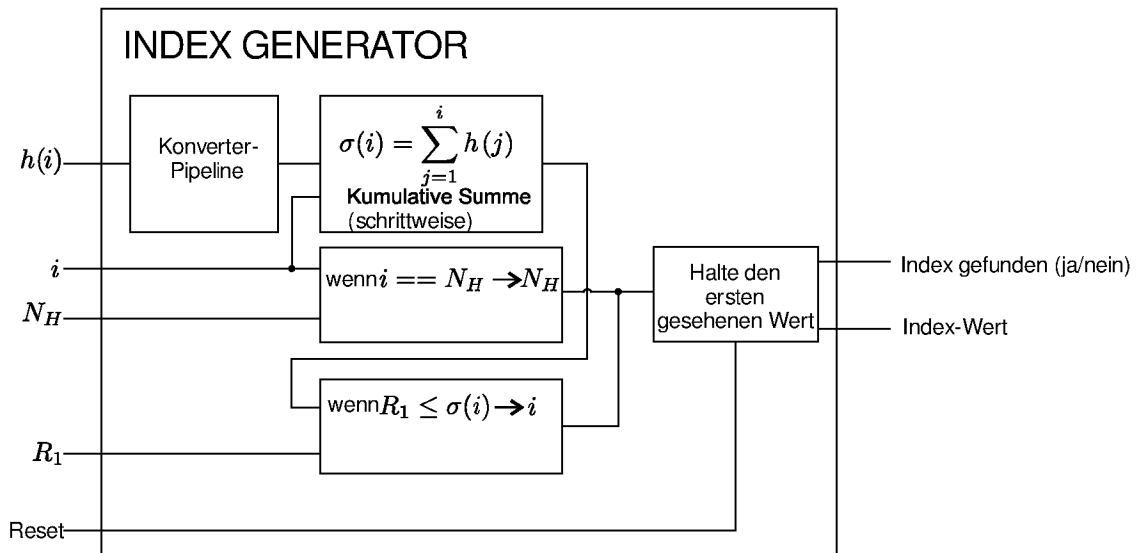 INDEX GENERATOR
h(i)
Konverter-
Pipeline
σ(i) = ∑_{j=1}^{i} h(j)
Kumulative Summe
(schrittweise)
i
wenn i == N_H → N_H
N_H
Halte den
ersten
gesehenen Wert
Index gefunden (ja/nein)
Index-Wert
wenn R_1 ≤ σ(i) → i
R_1
Reset